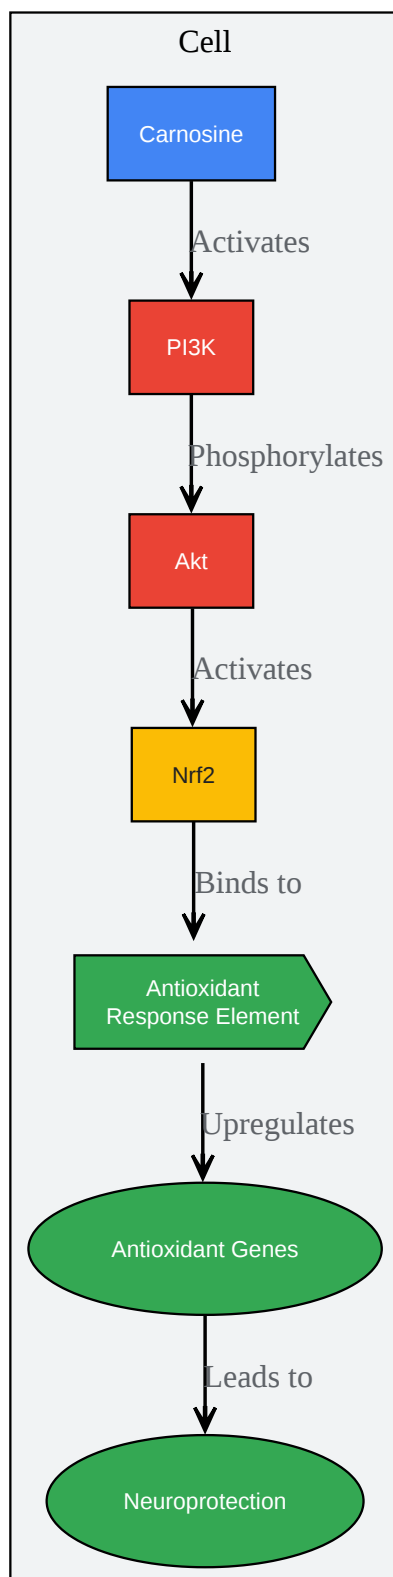 Cell
Carnosine
Activates
PI3K
Phosphorylates
Akt
Activates
Nrf2
Binds to
Antioxidant
Response Element
Upregulates
Antioxidant Genes
Leads to
Neuroprotection